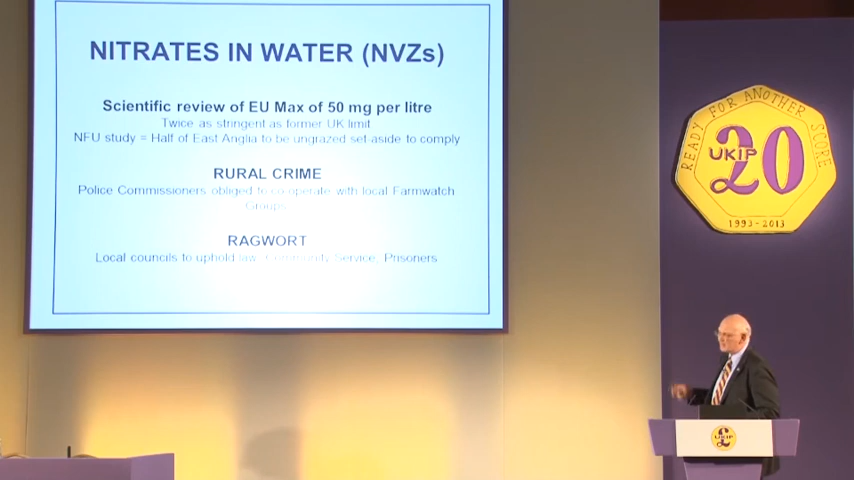 NITRATES IN WATER (NVZs)
Scientific review of EU Max of 50 mg per litre
Twice as stringent as former UK limit
NFU study = Half of East Anglia to be ungrazed set-aside to comply
RURAL CRIME
Police Commissioners obliged to co-operate with local Farmwatch
Groups
RAGWORT
Local councils to uphold law. Community Service. Prisoners
READY FOR ANOTHER SCORE
UKIP 20
1993-2013
£
UKIP